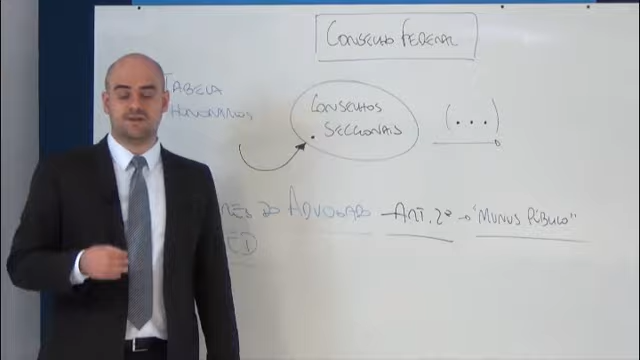 CONSELHO FEDERAL
TABELA
HONORÁRIOS
CONSELHOS
SECCIONAIS
(...)
ADVOGADO - ART. 2º → "MUNUS PÚBLICO"